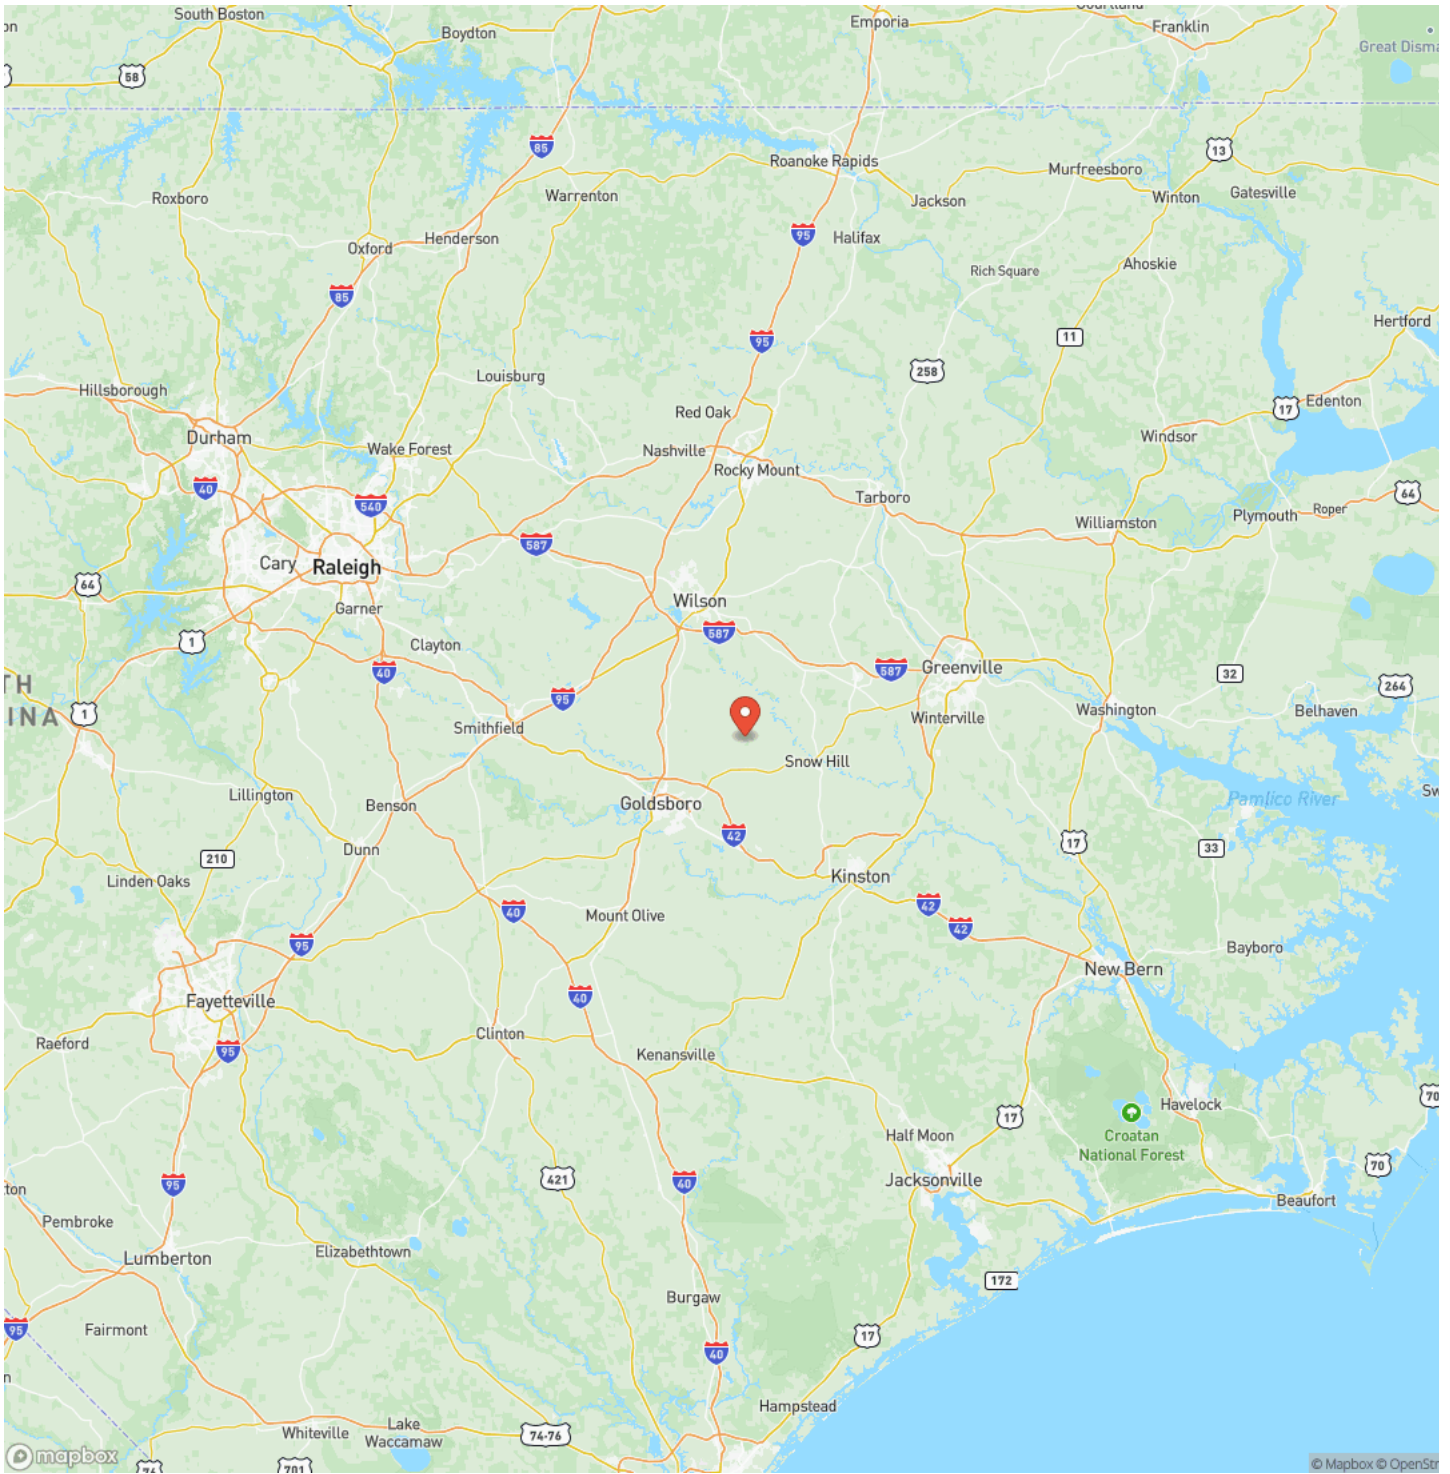 South Boston
Boydton
Emporia
Franklin
Great Disma
58
85
Roanoke Rapids
13
Murfreesboro
Roxboro
Warrenton
Jackson
Winton
Gatesville
Oxford
Henderson
95
Halifax
Rich Square
Ahoskie
85
95
11
Hertford
Hillsborough
Louisburg
258
Red Oak
17
Edenton
Durham
Wake Forest
Nashville
Windsor
Rocky Mount
40
540
Tarboro
64
Williamston
Plymouth
Roper
587
Cary
Raleigh
64
Wilson
Garner
587
1
Clayton
40
587
Greenville
32
TH
INA
1
95
264
Smithfield
Winterville
Washington
Belhaven
Snow Hill
Lillington
Benson
Goldsboro
Pamlico River
Sw
42
17
33
Dunn
210
Linden Oaks
Kinston
40
Mount Olive
42
42
95
Bayboro
New Bern
Fayetteville
40
Raeford
95
Clinton
Kenansville
70
17
Havelock
Half Moon
Croatan
National Forest
70
421
Jacksonville
95
40
ton
Beaufort
Pembroke
Lumberton
Elizabethtown
172
Burgaw
95
Fairmont
17
40
n
Hampstead
Whiteville
Lake
Waccamaw
74-76
mapbox
76
701
© Mapbox © OpenStr